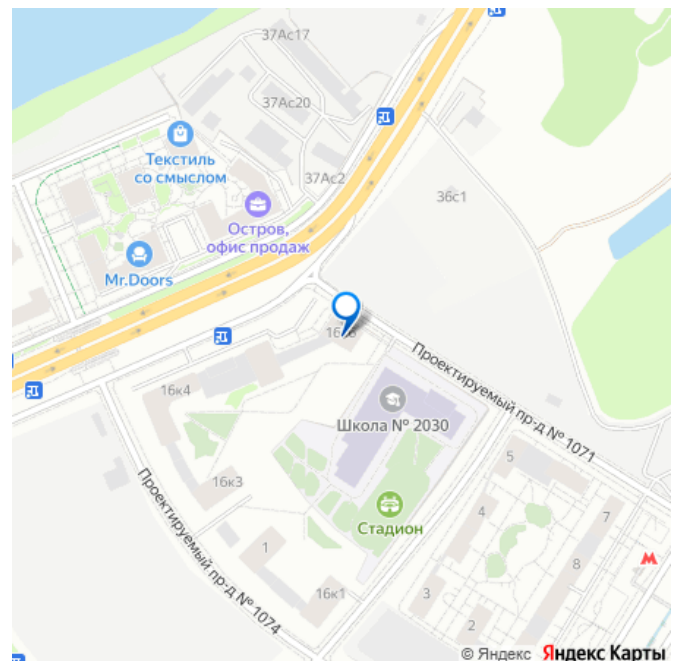 37Ас17
37Ас20
Текстиль
со смыслом
37Ас2
36с1
Остров,
офис продаж
Mr.Doors
16к4
Проектируемый пр-д № 1071
Школа № 2030
16к3
5
Стадион
4
7
Проектируемый пр-д № 1074
1
8
16к1
3
2
© Яндекс Яндекс Карты